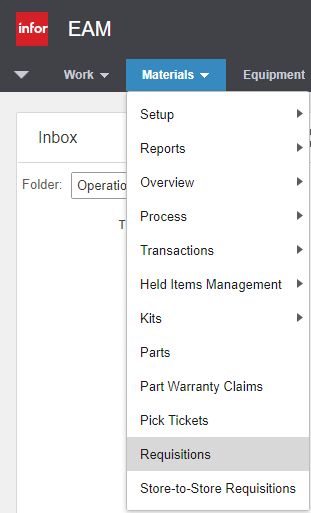 infor EAM
Work Materials Equipment
Setup
Reports
Inbox
Overview
Folder: Operatio
Process
T
Transactions
Held Items Management
Kits
Parts
Part Warranty Claims
Pick Tickets
Requisitions
Store-to-Store Requisitions